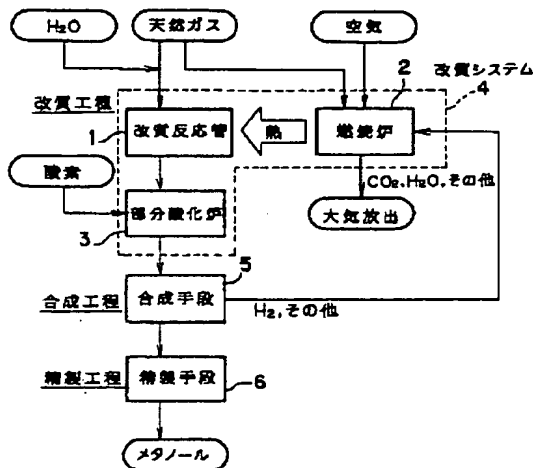 H₂O
天然ガス
空気
2
改質システム
4
改質工程
1
改質反応管
熱
燃焼炉
酸素
CO₂,H₂O,その他
部分酸化炉
3
大気放出
5
合成工程
合成手段
H₂,その他
精製工程
精製手段
6
メタノール